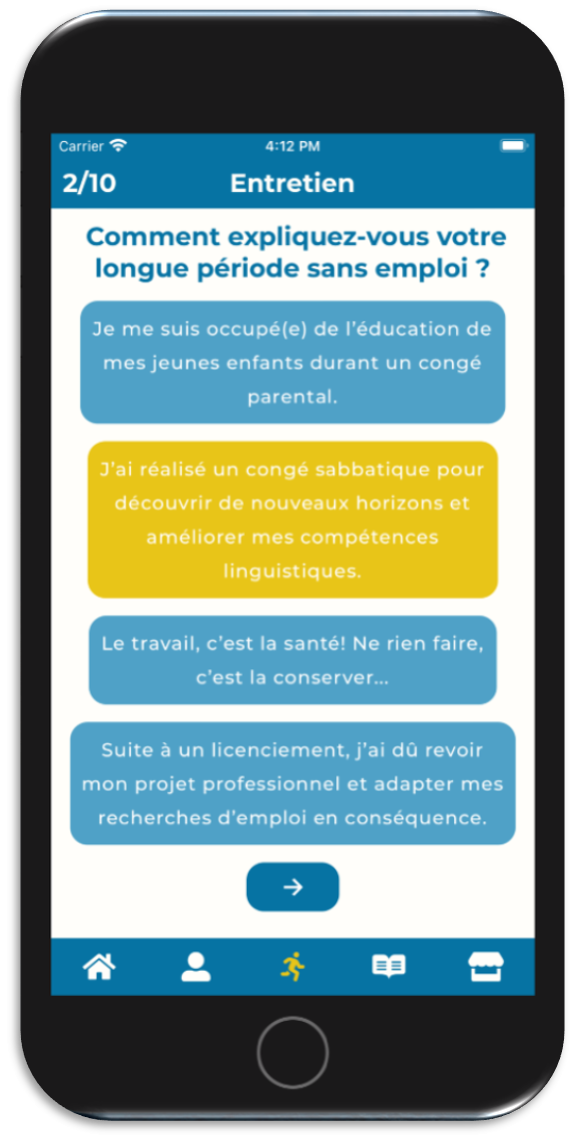 Carrier
4:12 PM
2/10
Entretien
Comment expliquez-vous votre
longue période sans emploi ?
Je me suis occupé(e) de l'éducation de
mes jeunes enfants durant un congé
parental.
J'ai réalisé un congé sabbatique pour
découvrir de nouveaux horizons et
améliorer mes compétences
linguistiques.
Le travail, c'est la santé! Ne rien faire,
c'est la conserver...
Suite à un licenciement, j'ai dû revoir
mon projet professionnel et adapter mes
recherches d'emploi en conséquence.